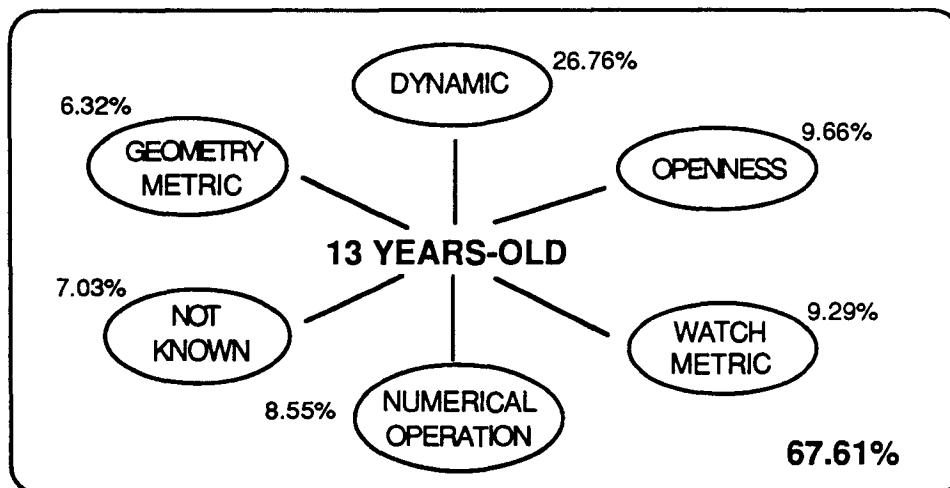 26.76%
DYNAMIC
6.32%
GEOMETRY
METRIC
9.66%
OPENNESS
13 YEARS-OLD
7.03%
NOT
KNOWN
9.29%
WATCH
METRIC
8.55%
NUMERICAL
OPERATION
67.61%